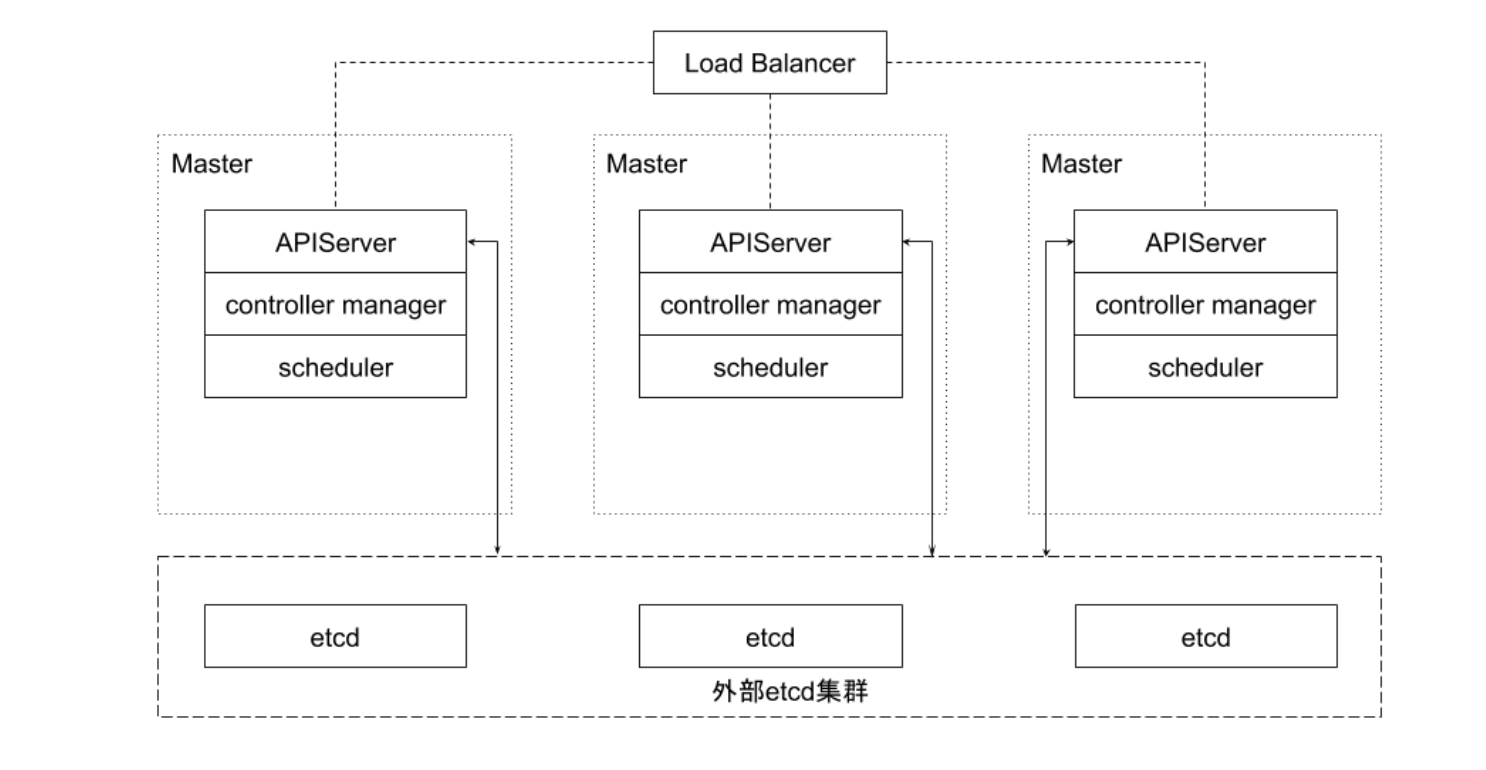 Load Balancer
Master
APIServer
controller manager
scheduler
Master
APIServer
controller manager
scheduler
Master
APIServer
controller manager
scheduler
etcd
etcd
etcd
外部etcd集群